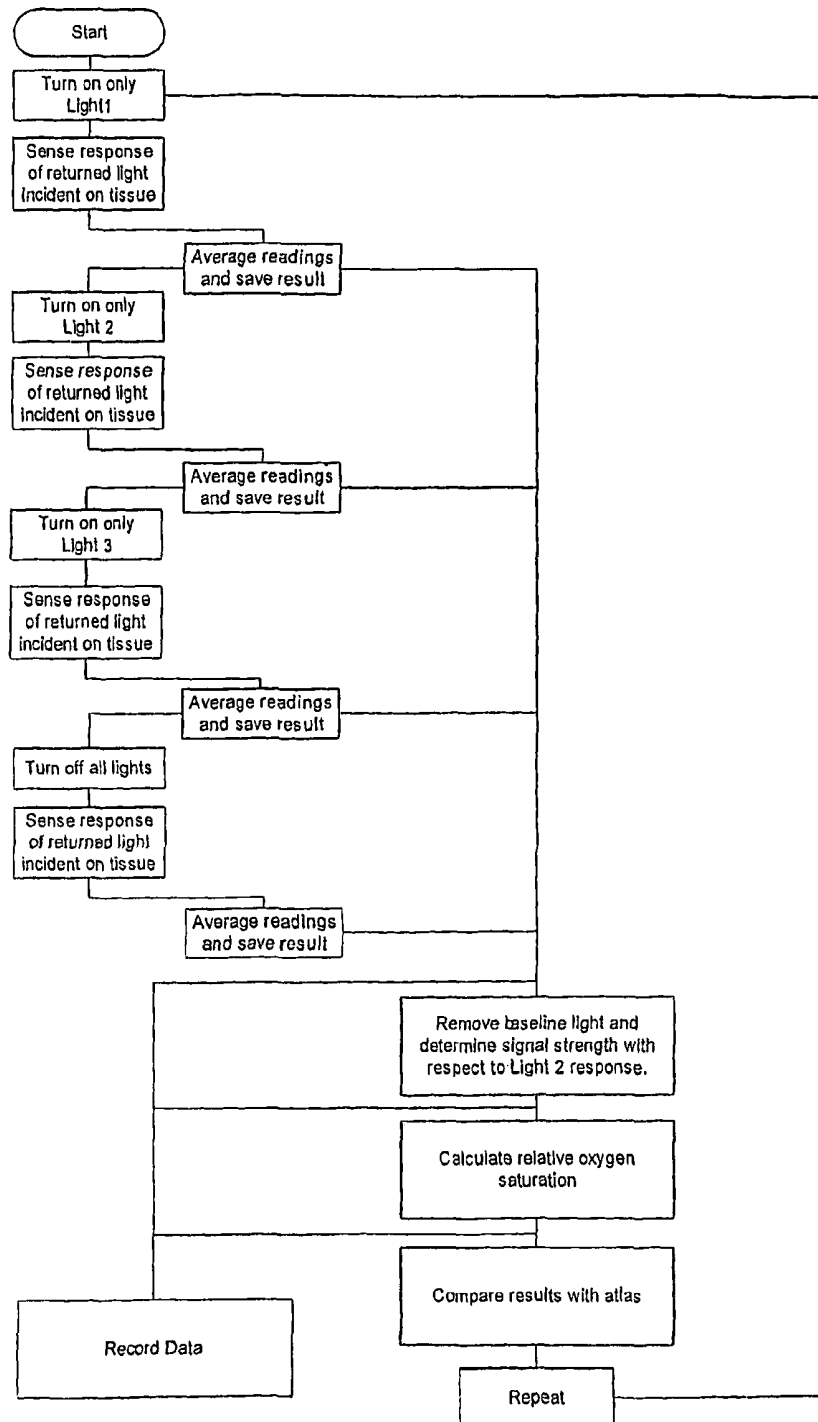 Start
Turn on only
Light1
Sense response
of returned light
incident on tissue
Average readings
and save result
Turn on only
Light 2
Sense response
of returned light
incident on tissue
Average readings
and save result
Turn on only
Light 3
Sense response
of returned light
incident on tissue
Average readings
and save result
Turn off all lights
Sense response
of returned light
incident on tissue
Average readings
and save result
Remove baseline light and
determine signal strength with
respect to Light 2 response.
Calculate relative oxygen
saturation
Compare results with atlas
Record Data
Repeat